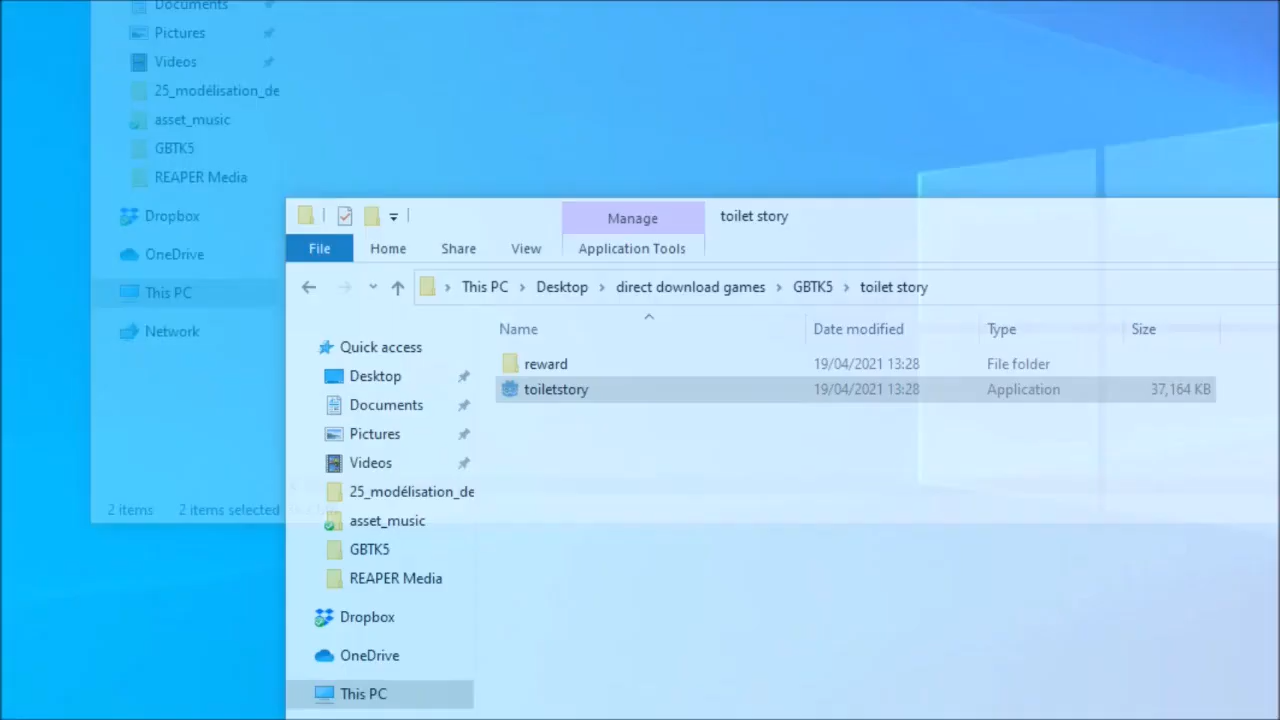 Documents
Pictures
Videos
25_modélisation_de
asset_music
GBTK5
REAPER Media
Dropbox
OneDrive
This PC
Network
2 items 2 items selected
Manage toilet story
File Home Share View Application Tools
This PC Desktop direct download games GBTK5 toilet story
Name Date modified Type Size
reward 19/04/2021 13:28 File folder
toiletstory 19/04/2021 13:28 Application 37,164 KB
Quick access
Desktop
Documents
Pictures
Videos
25_modélisation_de
asset_music
GBTK5
REAPER Media
Dropbox
OneDrive
This PC